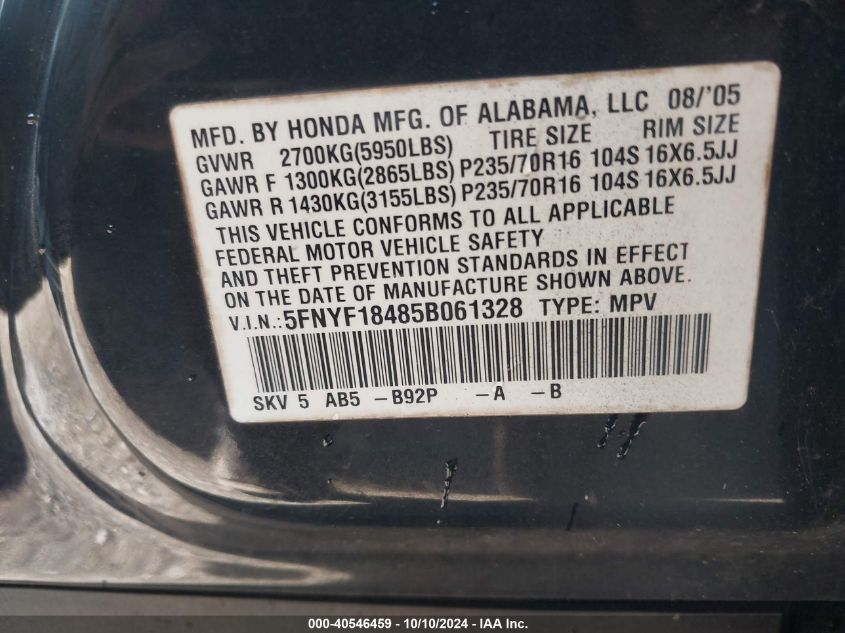 MFD. BY HONDA MFG. OF ALABAMA, LLC 08/'05
GVWR 2700KG(5950LBS) TIRE SIZE RIM SIZE
GAWR F 1300KG(2865LBS) P235/70R16 104S 16X6.5JJ
GAWR R 1430KG(3155LBS) P235/70R16 104S 16X6.5JJ
THIS VEHICLE CONFORMS TO ALL APPLICABLE
FEDERAL MOTOR VEHICLE SAFETY
AND THEFT PREVENTION STANDARDS IN EFFECT
ON THE DATE OF MANUFACTURE SHOWN ABOVE.
V.I.N.:5FNYF18485B061328 TYPE: MPV
SKV 5 AB5 -B92P -A -B
000-40546459 - 10/10/2024 - IAA Inc.